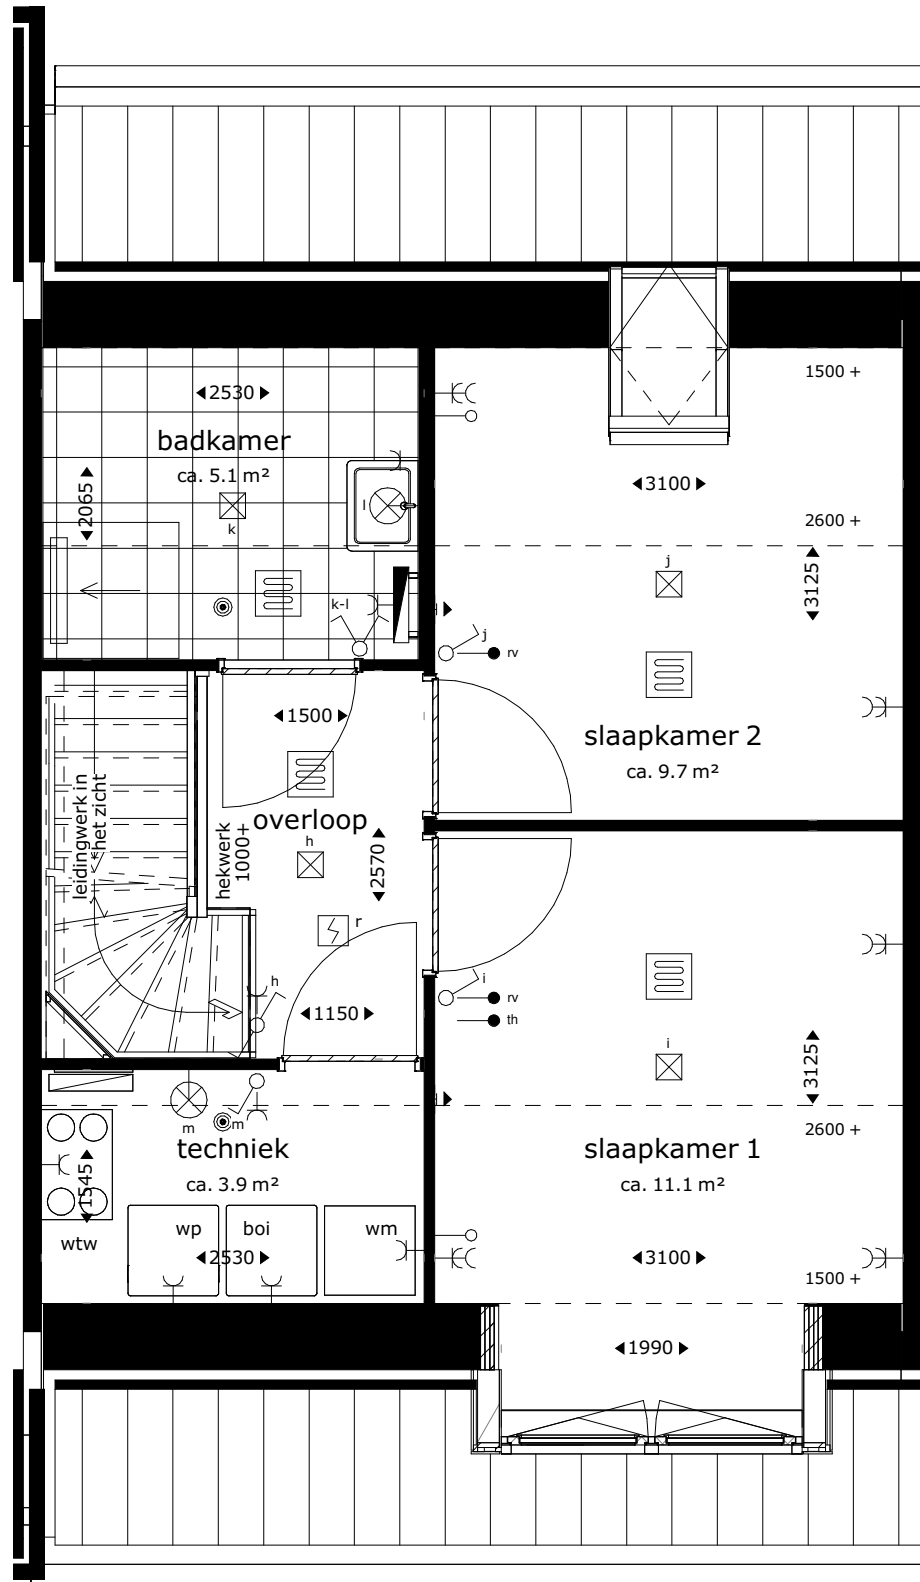 1500 +
2530
badkamer
ca. 5.1 m²
2065
l
k
3100
2600 +
j
3125
k-l
j
rv
1500
slaapkamer 2
ca. 9.7 m²
leidingwerk in
het zicht
hekwerk
1000+
overloop
h
2570
r
h
1150
i
rv
th
i
3125
m
m
techniek
ca. 3.9 m²
1545
2600 +
slaapkamer 1
ca. 11.1 m²
wtw
wp
boi
wm
2530
3100
1500 +
1990